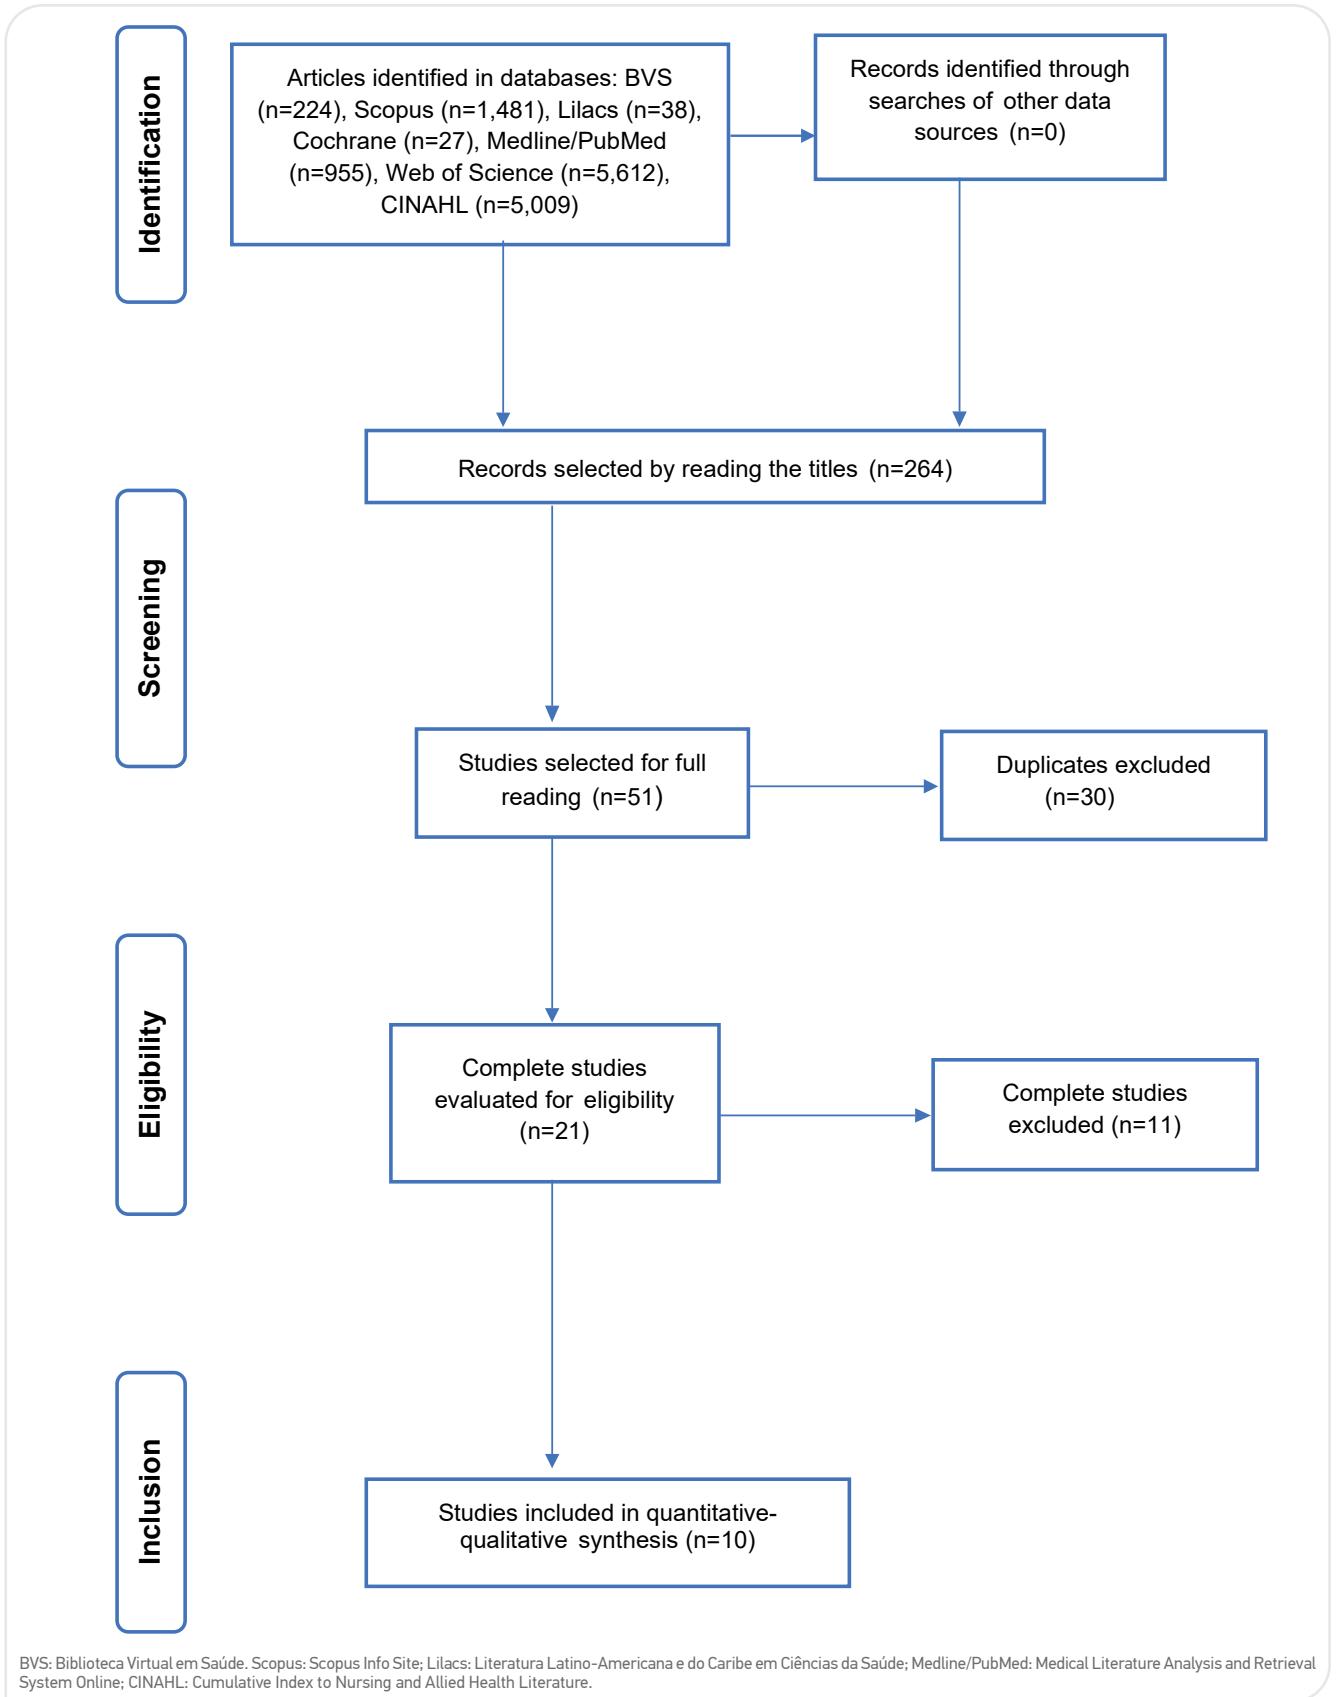 Identification
Articles identified in databases: BVS
(n=224), Scopus (n=1,481), Lilacs (n=38),
Cochrane (n=27), Medline/PubMed
(n=955), Web of Science (n=5,612),
CINAHL (n=5,009)
Records identified through
searches of other data
sources (n=0)
Records selected by reading the titles (n=264)
Screening
Studies selected for full
reading (n=51)
Duplicates excluded
(n=30)
Eligibility
Complete studies
evaluated for eligibility
(n=21)
Complete studies
excluded (n=11)
Inclusion
Studies included in quantitative-
qualitative synthesis (n=10)
BVS: Biblioteca Virtual em Saúde. Scopus: Scopus Info Site; Lilacs: Literatura Latino-Americana e do Caribe em Ciências da Saúde; Medline/PubMed: Medical Literature Analysis and Retrieval
System Online; CINAHL: Cumulative Index to Nursing and Allied Health Literature.